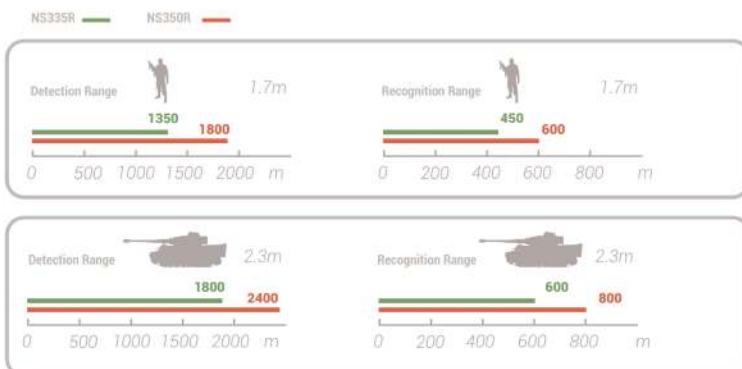 NS335R NS350R
Detection Range 1.7m Recognition Range 1.7m
1350 450
1800 600
0 500 1000 1500 2000 m 0 200 400 600 800 m
Detection Range 2.3m Recognition Range 2.3m
1800 600
2400 800
0 500 1000 1500 2000 m 0 200 400 600 800 m